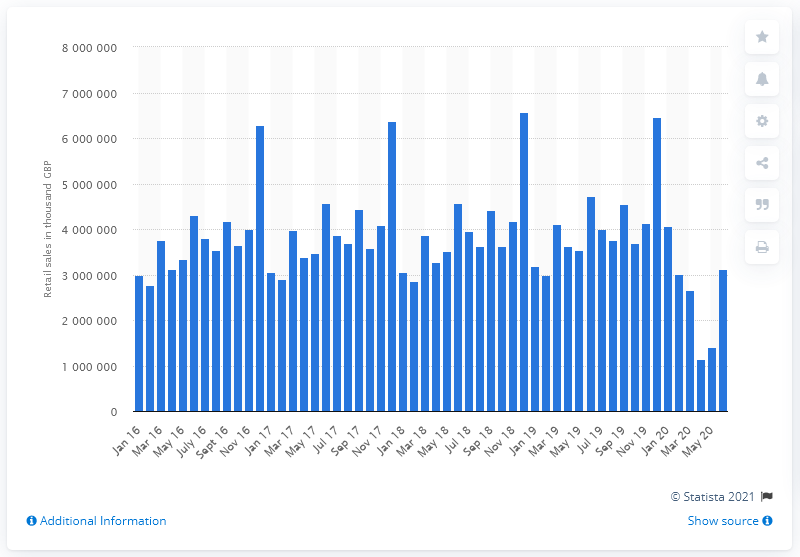 8 000 000
7 000 000
6 000 000
5 000 000
4 000 000
3 000 000
2 000 000
1 000 000
0
Retail sales in thousand GBP
Jan 16
Mar 16
May 16
July 16
Sept 16
Nov 16
Jan 17
Mar 17
May 17
Jul 17
Sep 17
Nov 17
Jan 18
Mar 18
May 18
Jul 18
Sep 18
Nov 18
Jan 19
Mar 19
May 19
Jul 19
Sep 19
Nov 19
Jan 20
Mar 20
May 20
© Statista 2021
Additional Information
Show source